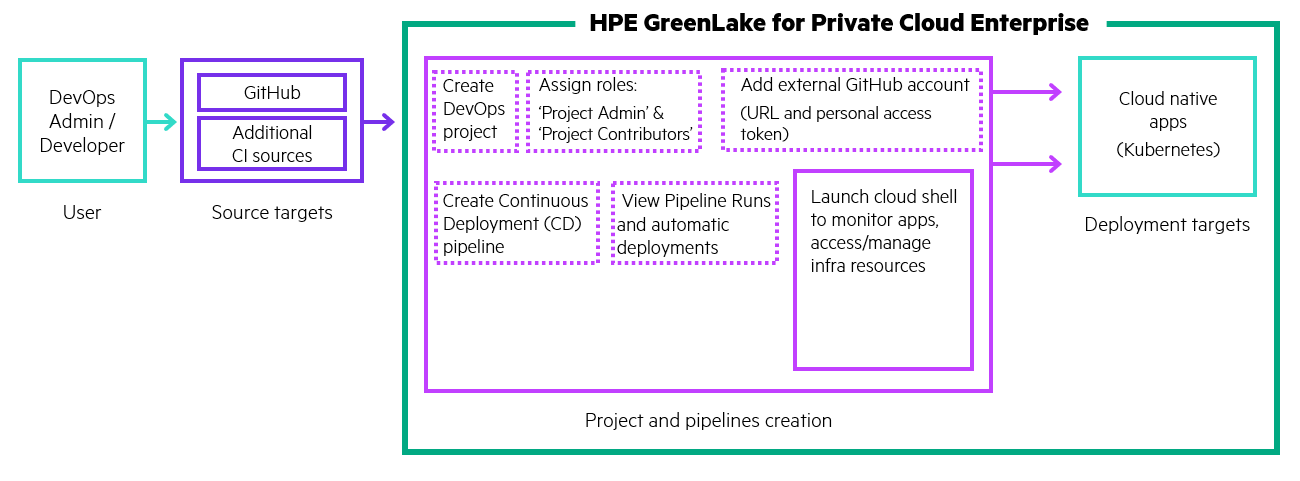 HPE GreenLake for Private Cloud Enterprise
DevOps
Admin /
Developer
User
GitHub
Additional
CI sources
Source targets
Create
DevOps
project
Assign roles:
‘Project Admin’ &
‘Project Contributors’
Add external GitHub account
(URL and personal access
token)
Create Continuous
Deployment (CD)
pipeline
View Pipeline Runs
and automatic
deployments
Launch cloud shell
to monitor apps,
access/manage
infra resources
Project and pipelines creation
Cloud native
apps
(Kubernetes)
Deployment targets